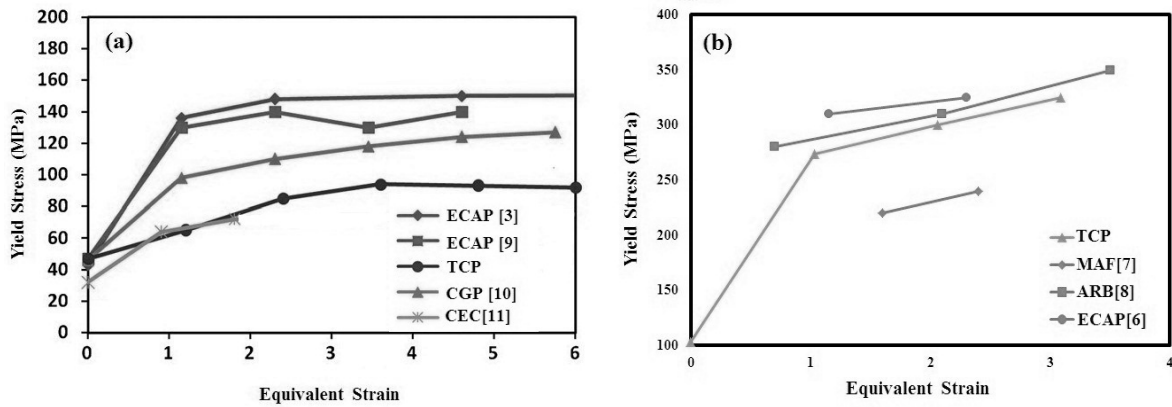 (a)
Yield Stress (MPa)
200
180
160
140
120
100
80
60
40
20
0
0 1 2 3 4 5 6
Equivalent Strain
ECAP [3]
ECAP [9]
TCP
CGP [10]
CEC[11]
(b)
Yield Stress (MPa)
400
350
300
250
200
150
100
0 1 2 3 4
Equivalent Strain
TCP
MAF[7]
ARB[8]
ECAP[6]